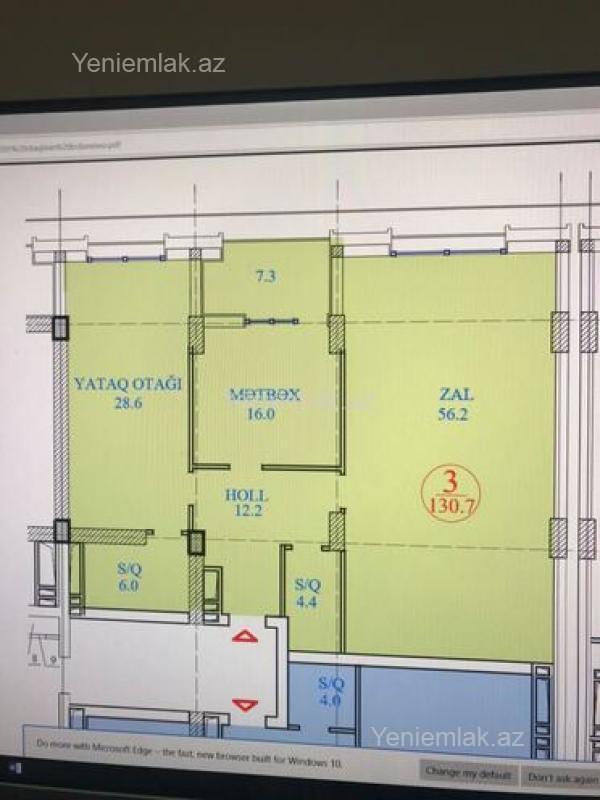 Yeniemlak.az
7.3
YATAQ OTAĞI
28.6
MƏTBƏX
16.0
ZAL
56.2
3
130.7
HOLL
12.2
S/Q
6.0
S/Q
4.4
S/Q
4.0
8 9
Yeniemlak.az
Do more with Microsoft Edge – the fast, new browser built for Windows 10.
Change my default
Don't ask again